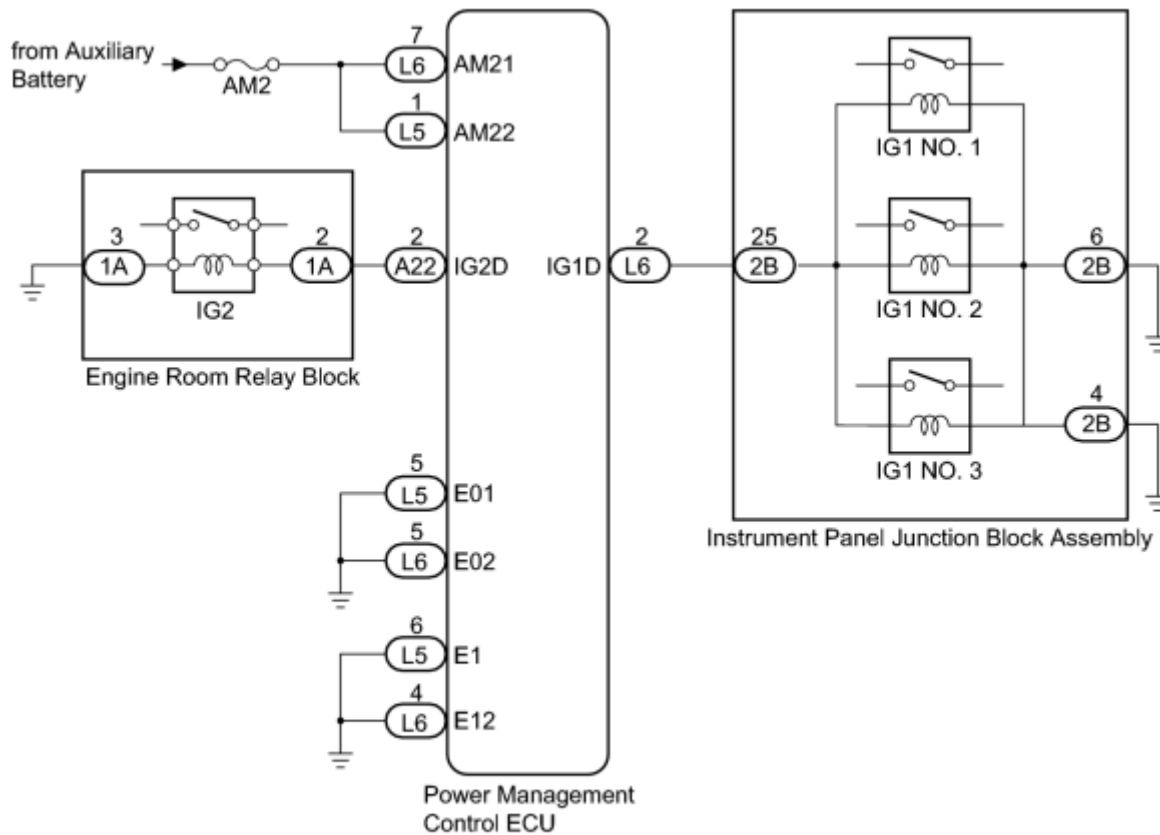 from Auxiliary
Battery
AM2
7
L6 AM21
1
L5 AM22
3
1A
IG2
2
1A
Engine Room Relay Block
2
A22 IG2D
IG1D
2
L6
5
L5 E01
5
L6 E02
6
L5 E1
4
L6 E12
Power Management
Control ECU
25
2B
IG1 NO. 1
IG1 NO. 2
IG1 NO. 3
6
2B
4
2B
Instrument Panel Junction Block Assembly